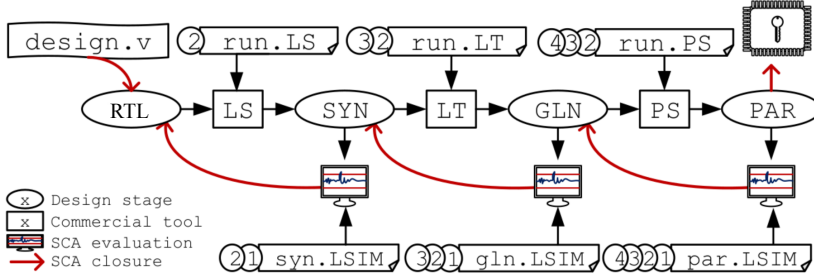 design.v
2 run.LS
32 run.LT
432 run.PS
RTL
LS
SYN
LT
GLN
PS
PAR
x Design stage
x Commercial tool
SCA evaluation
SCA closure
21 syn.LSIM
321 gln.LSIM
4321 par.LSIM